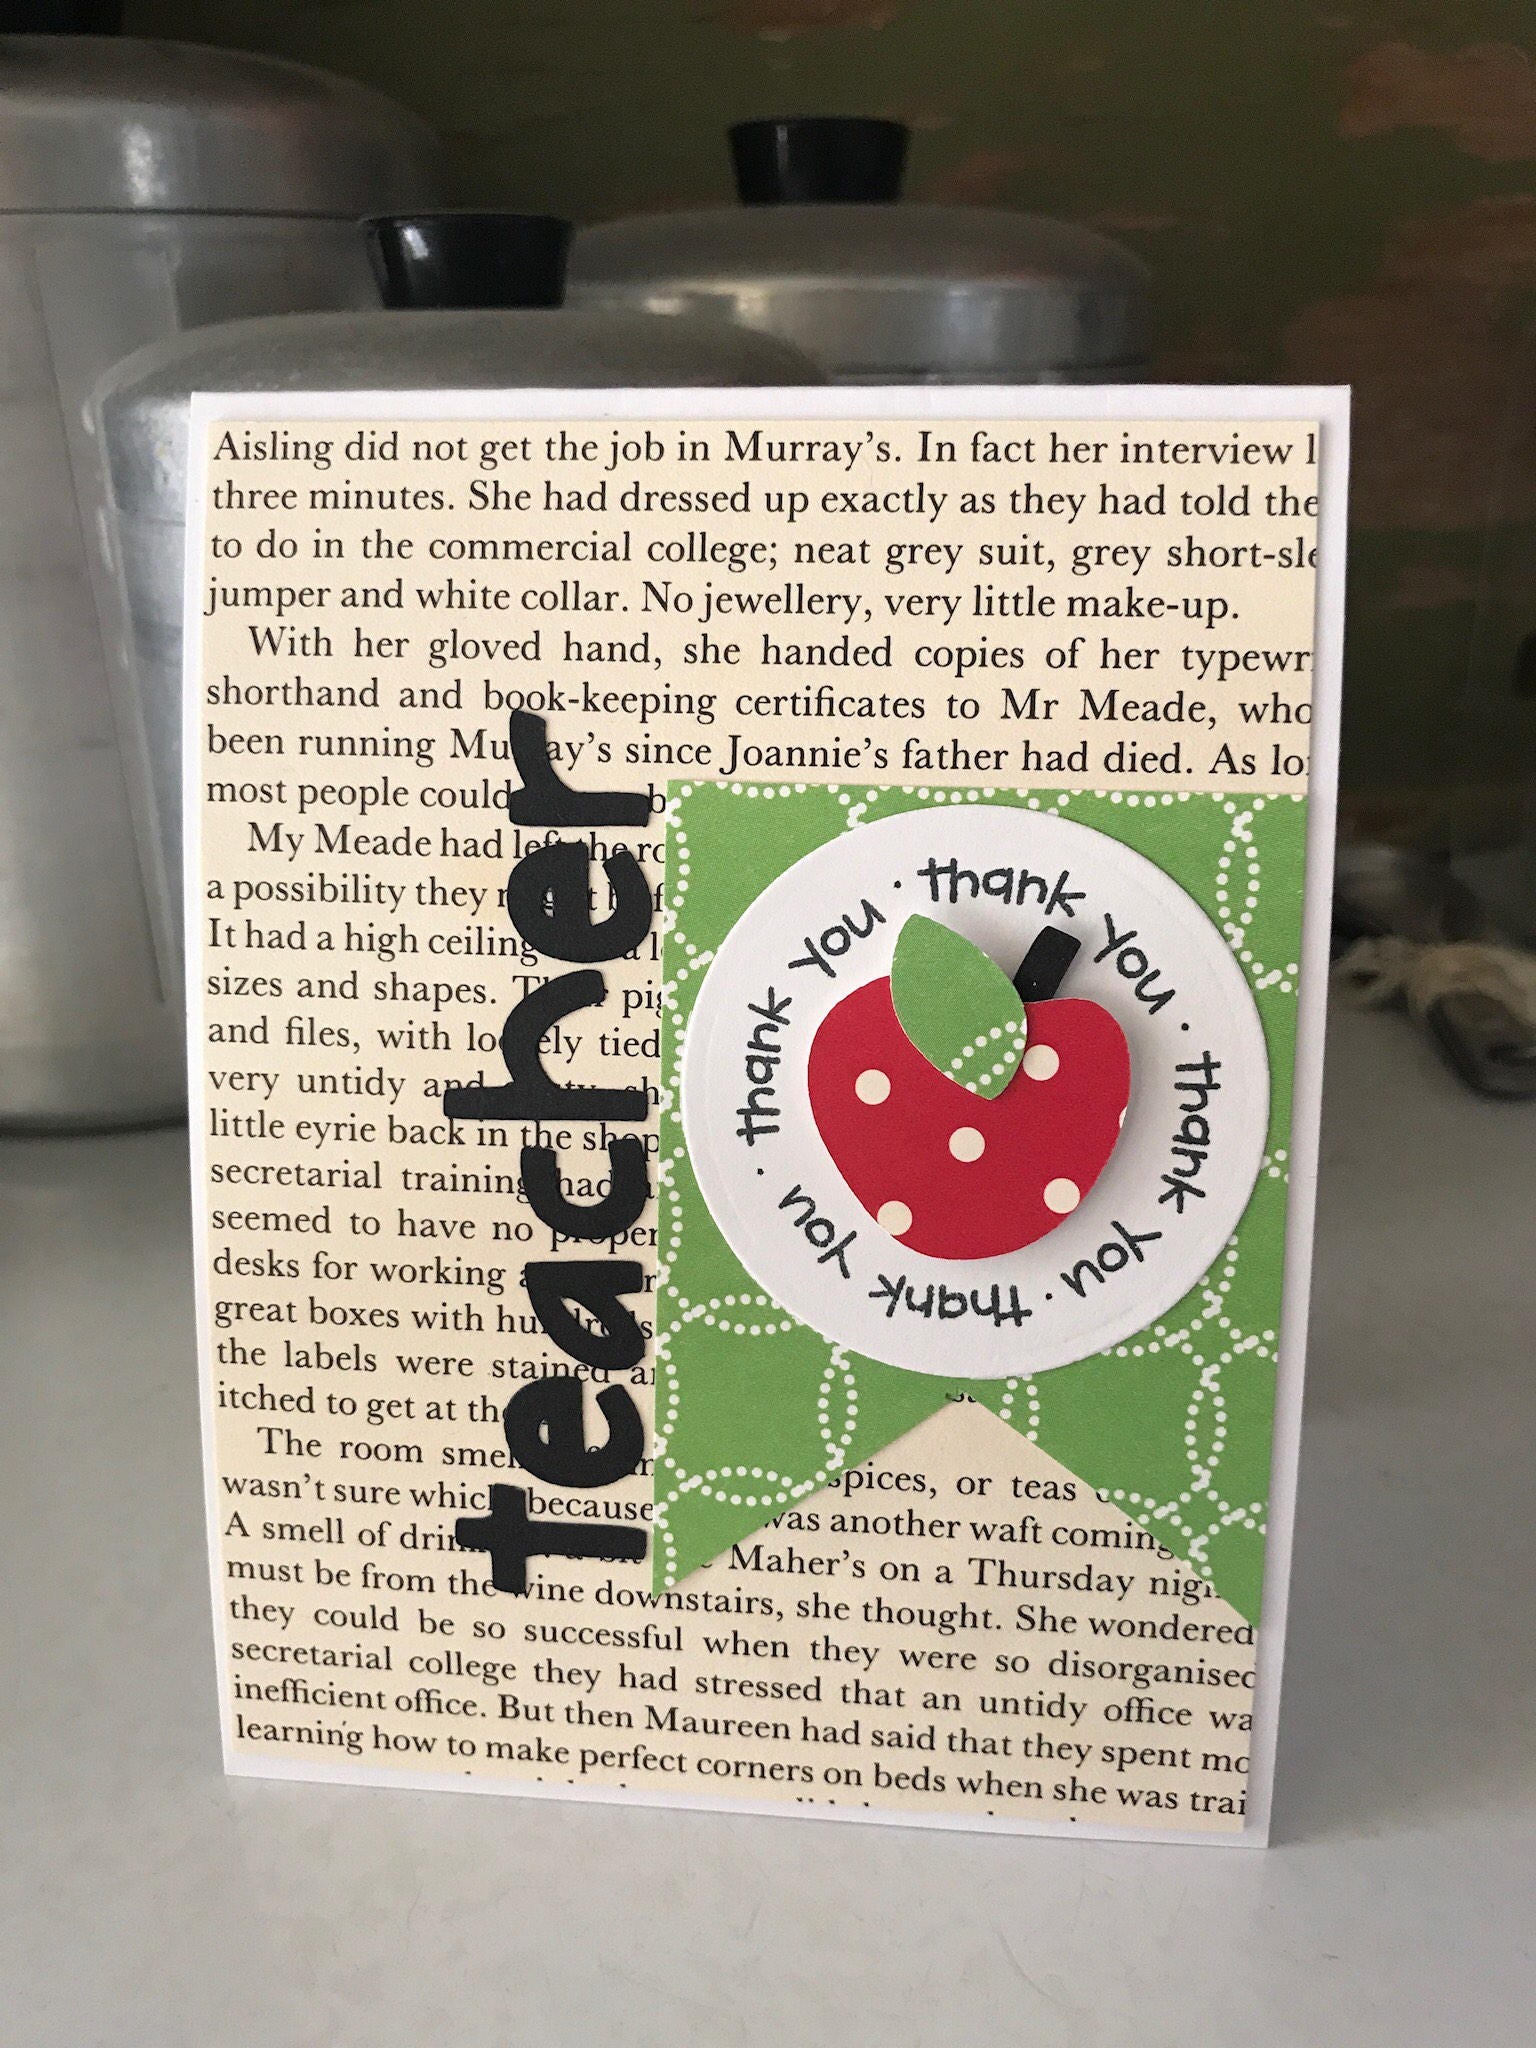 Aisling did not get the job in Murray's. In fact her interview
three minutes. She had dressed up exactly as they had told
to do in the commercial college; neat grey suit, grey
jumper and white collar. No jewellery, very little make-up.
With her gloved hand, she handed copies of her
shorthand and book-keeping certificates to Mr Meade, who
been running Murray's since Joannie's father had died. As
most people could
My Meade had left the
a possibility they
It had a high ceiling
sizes and shapes.
and files, with loosely tied
very untidy and
little eyrie back in the
secretarial training had
seemed to have no proper
desks for working
great boxes with hundreds
the labels were stained
itched to get at the
The room
spices, or teas
wasn't sure which because
was another waft coming
A smell of
Maher's on a Thursday
must be from the wine downstairs, she thought. She wondered
they could be so successful when they were so disorganised
secretarial college they had stressed that an untidy office
inefficient office. But then Maureen had said that they spent
learning how to make perfect corners on beds when she was
teacher
thank you · thank you · thank you · thank you ·